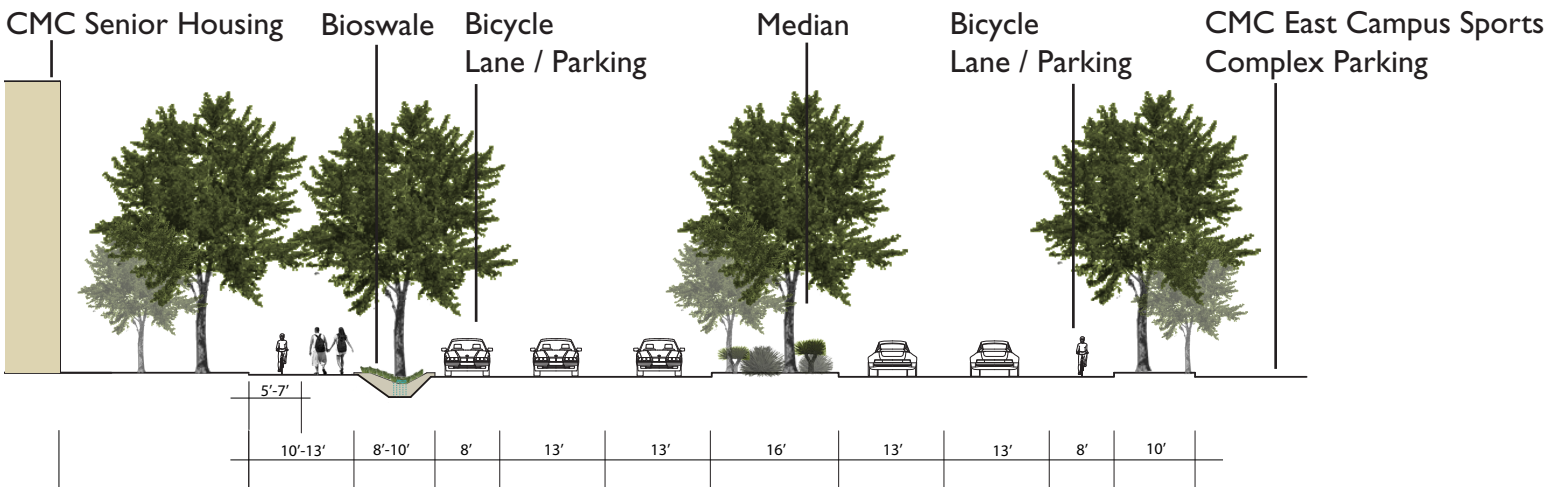 CMC Senior Housing
Bioswale
Bicycle
Lane / Parking
Median
Bicycle
Lane / Parking
CMC East Campus Sports
Complex Parking
5’-7’
10’-13‘
8’-10’
8’
13’
13’
16’
13’
13’
8’
10’